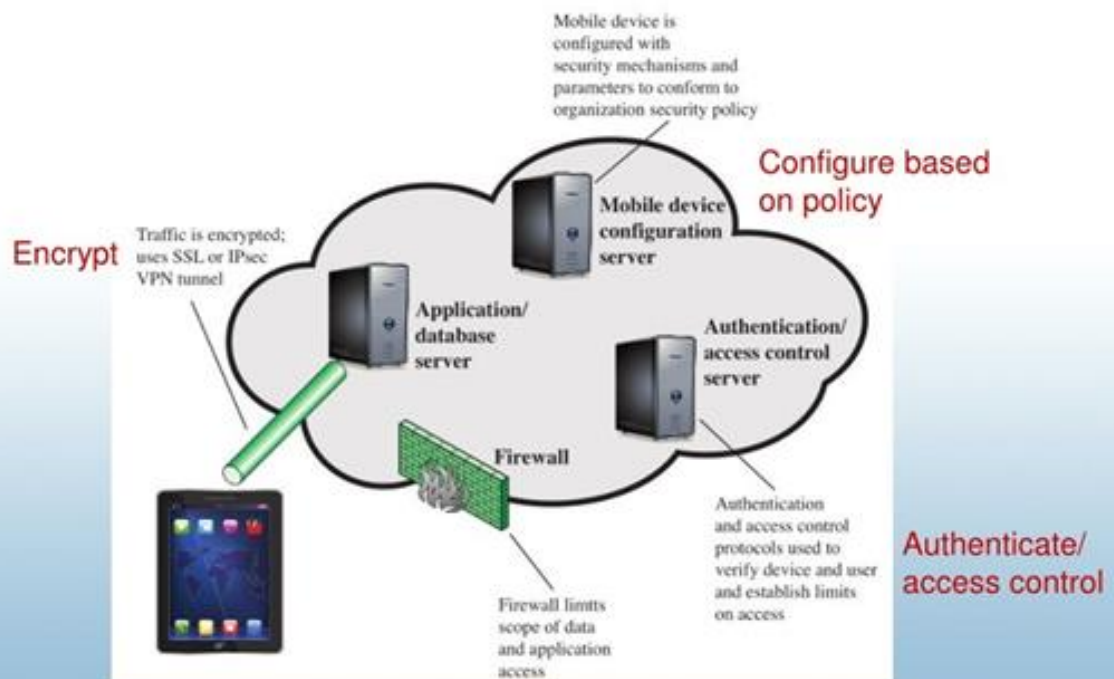 Mobile device is
configured with
security mechanisms and
parameters to conform to
organization security policy
Configure based
on policy
Mobile device
configuration
server
Encrypt
Traffic is encrypted;
uses SSL or IPsec
VPN tunnel
Application/
database
server
Authentication/
access control
server
Firewall
Authentication
and access control
protocols used to
verify device and user
and establish limits
on access
Authenticate/
access control
Firewall limtts
scope of data
and application
access